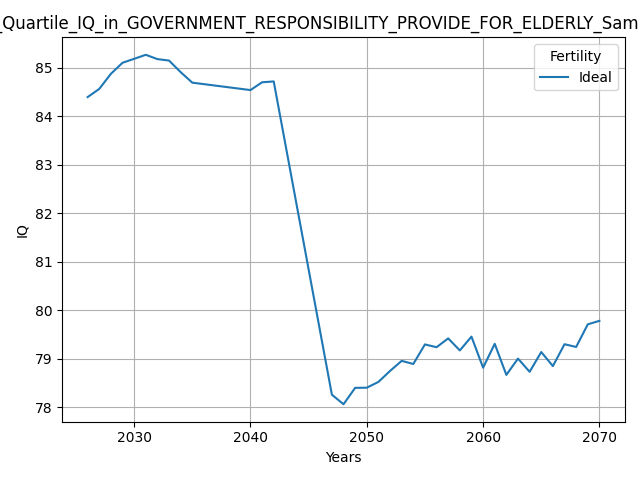 _Quartile_IQ_in_GOVERNMENT_RESPONSIBILITY_PROVIDE_FOR_ELDERLY_Sam
Fertility
Ideal
85
84
83
82
81
80
79
78
IQ
2030 2040 2050 2060 2070
Years